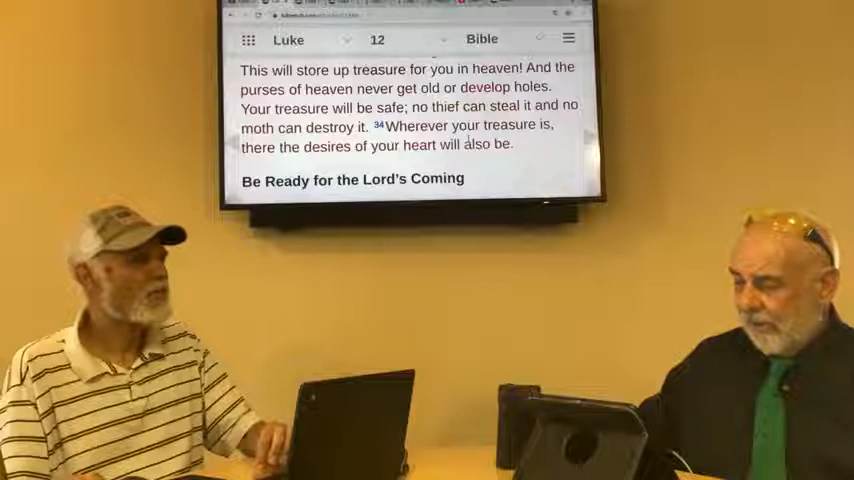 Luke 12 Bible
This will store up treasure for you in heaven! And the
purses of heaven never get old or develop holes.
Your treasure will be safe; no thief can steal it and no
moth can destroy it. 34 Wherever your treasure is,
there the desires of your heart will also be.
Be Ready for the Lord's Coming